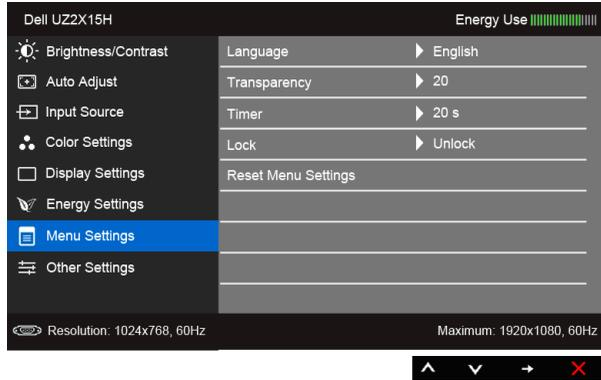 Dell UZ2X15H Energy Use
Brightness/Contrast
Language English
Auto Adjust
Transparency 20
Input Source
Timer 20 s
Color Settings
Lock Unlock
Display Settings
Reset Menu Settings
Energy Settings
Menu Settings
Other Settings
Resolution: 1024x768, 60Hz Maximum: 1920x1080, 60Hz